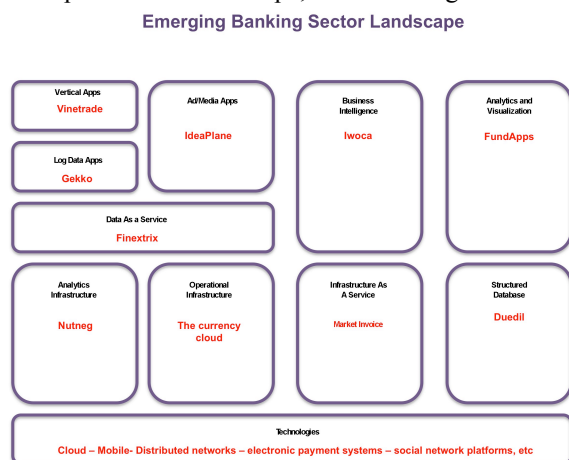 Emerging Banking Sector Landscape
Vertical Apps
Vinetrade
Ad/Media Apps
IdeaPlane
Business
Intelligence
Iwoca
Analytics and
Visualization
FundApps
Log Data Apps
Gekko
Data As a Service
Finextrix
Analytics
Infrastructure
Nutneg
Operational
Infrastructure
The currency
cloud
Infrastructure As
A Service
Market Invoice
Structured
Database
Duedil
Technologies
Cloud – Mobile- Distributed networks – electronic payment systems – social network platforms, etc